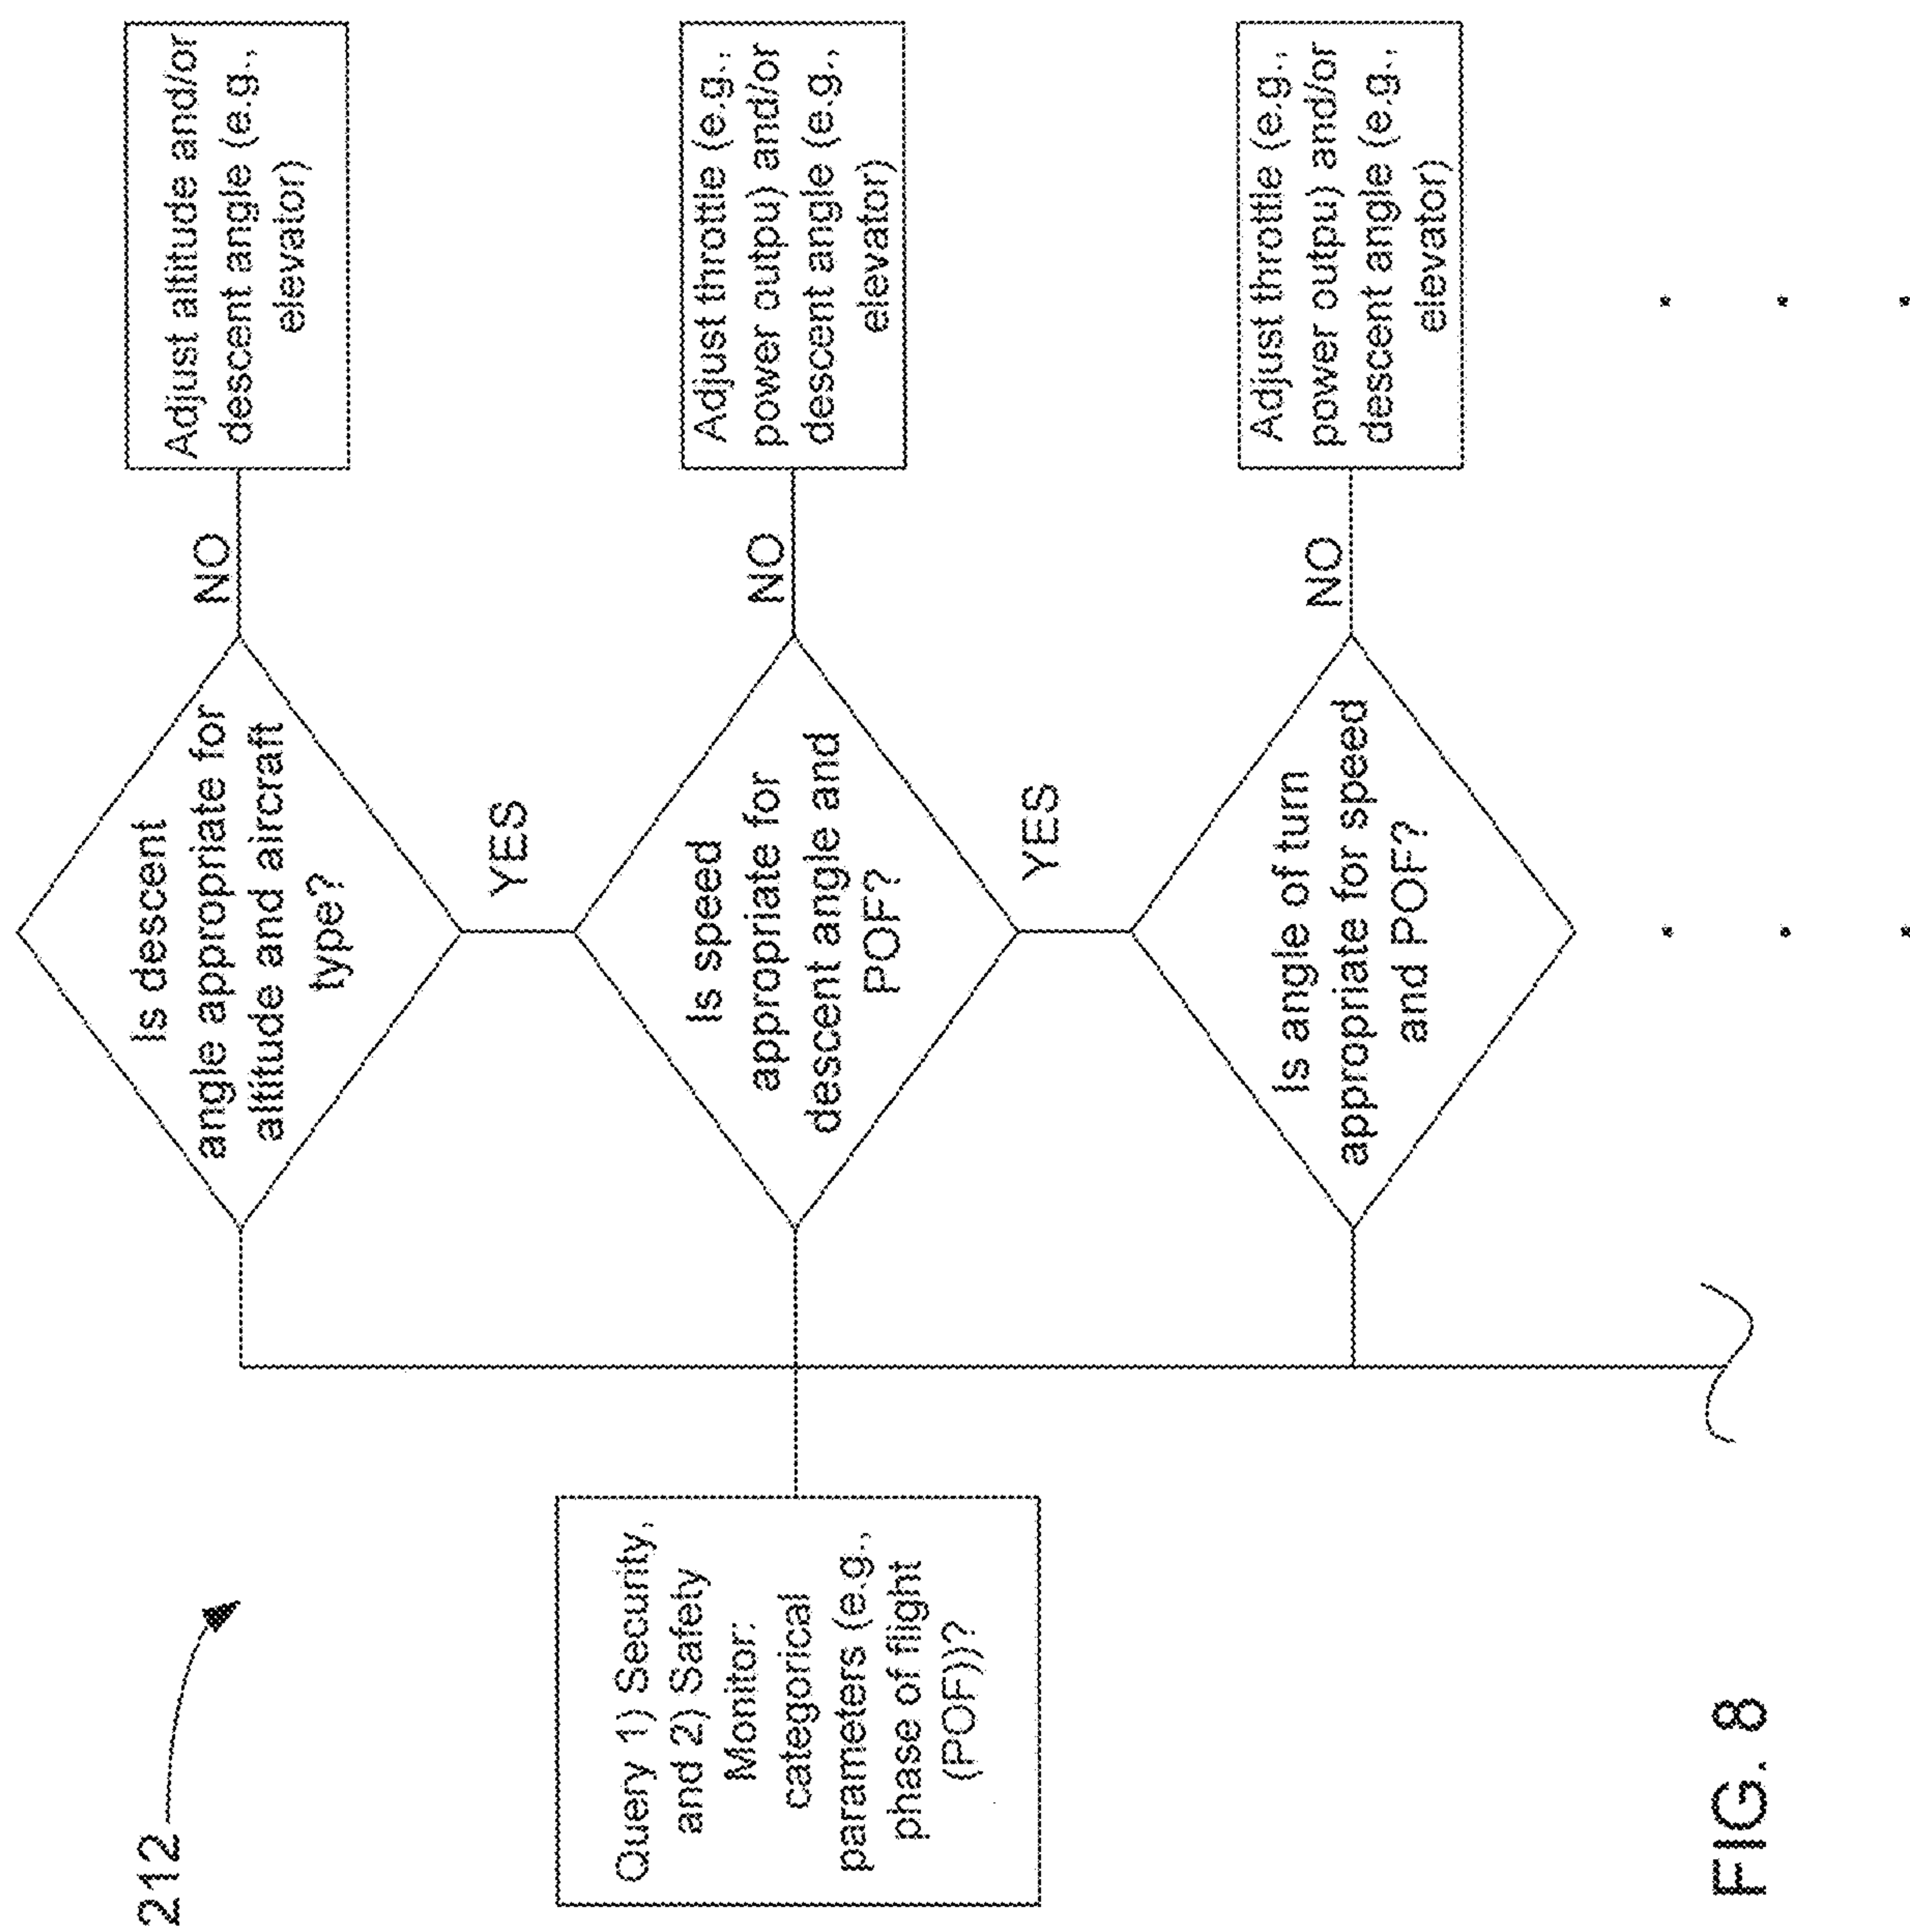 212
Query 1) Security,
and 2) Safety
Monitor:
categorical
parameters (e.g.,
phase of flight
(POF))?
Is descent
angle appropriate for
altitude and aircraft
type?
NO
Adjust altitude and/or
descent angle (e.g.,
elevator)
YES
Is speed
appropriate for
descent angle and
POF?
NO
Adjust throttle (e.g.,
power outpu) and/or
descent angle (e.g.,
elevator)
YES
Is angle of turn
appropriate for speed
and POF?
NO
Adjust throttle (e.g.,
power outpu) and/or
descent angle (e.g.,
elevator)
FIG. 8